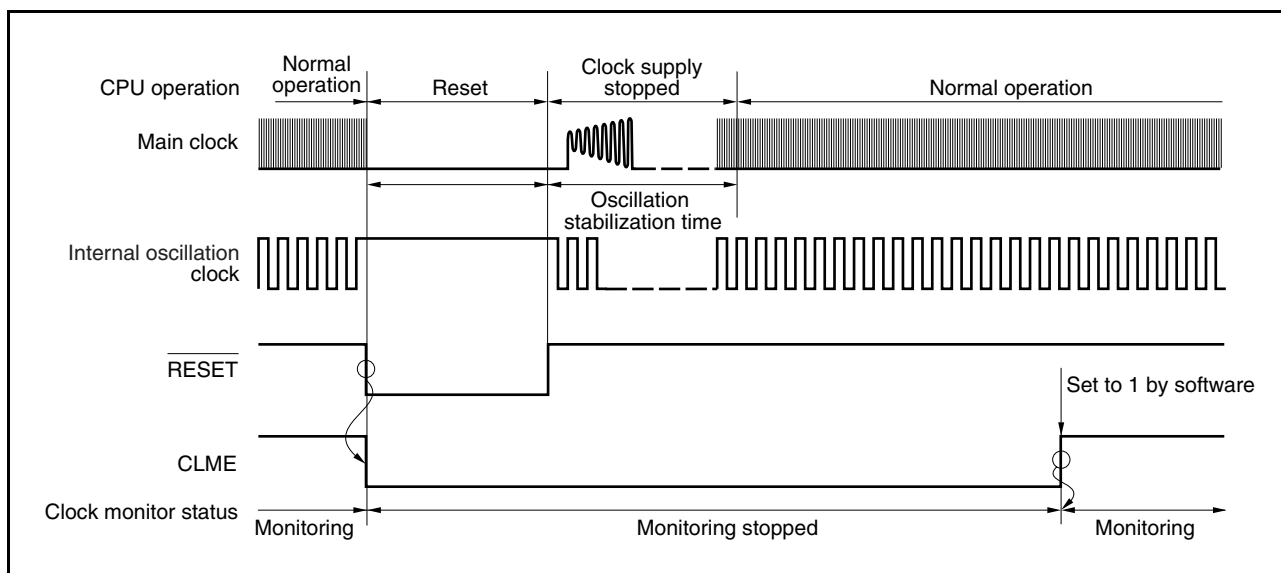 Normal
operation
Clock supply
stopped
CPU operation
Reset
Normal operation
Main clock
Oscillation
stabilization time
Internal oscillation
clock
RESET
Set to 1 by software
CLME
Clock monitor status
Monitoring
Monitoring stopped
Monitoring